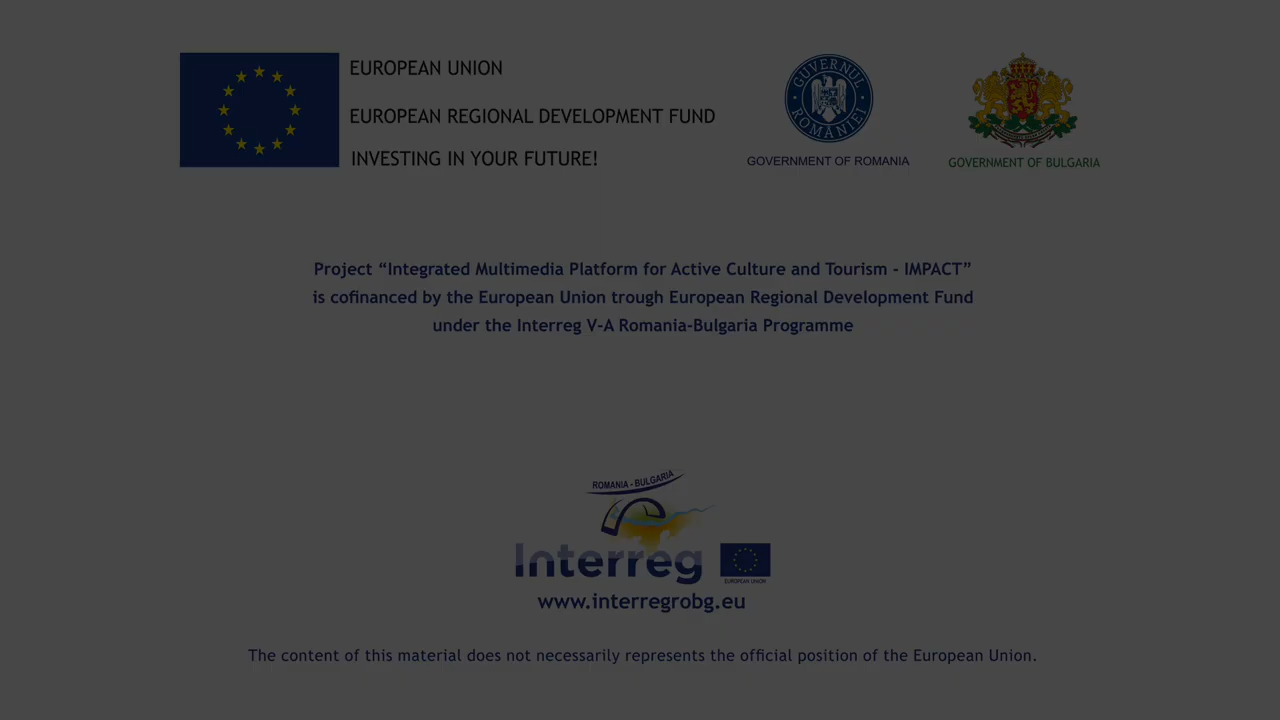 EUROPEAN UNION
EUROPEAN REGIONAL DEVELOPMENT FUND
INVESTING IN YOUR FUTURE!
GUVERNUL
ROMÂNIEI
GOVERNMENT OF ROMANIA
GOVERNMENT OF BULGARIA
Project “Integrated Multimedia Platform for Active Culture and Tourism - IMPACT”
is cofinanced by the European Union trough European Regional Development Fund
under the Interreg V-A Romania-Bulgaria Programme
ROMANIA - BULGARIA
Interreg
EUROPEAN UNION
www.interregrobg.eu
The content of this material does not necessarily represents the official position of the European Union.